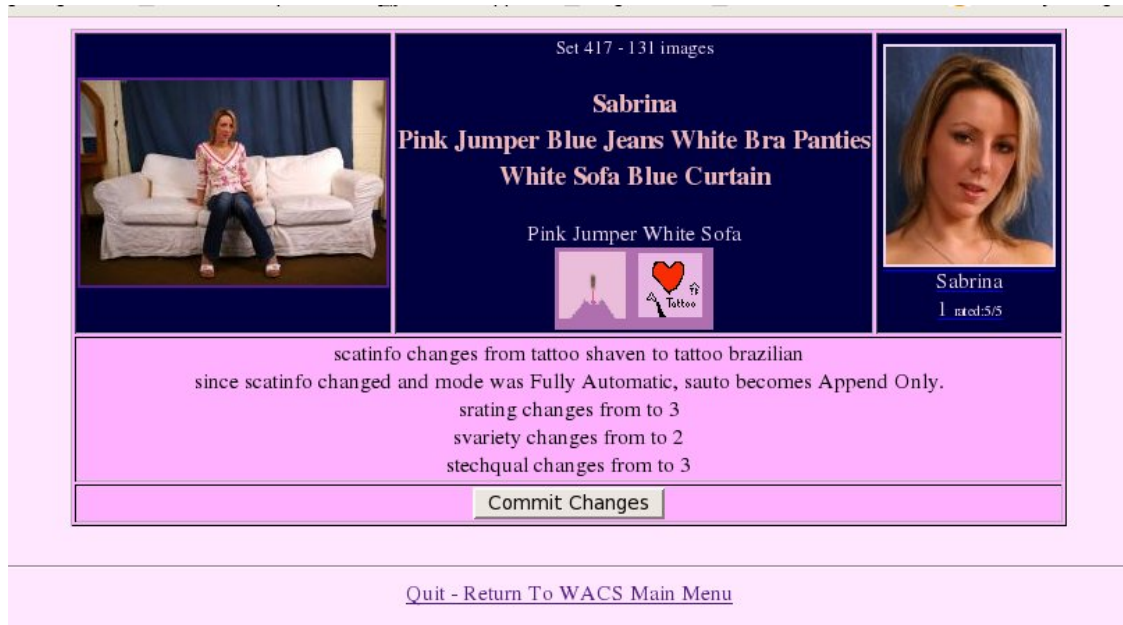 Set 417 - 131 images
Sabrina
Pink Jumper Blue Jeans White Bra Panties
White Sofa Blue Curtain
Pink Jumper White Sofa
Tattoo
Sabrina
1 rated:5/5
scatinfo changes from tattoo shaven to tattoo brazilian
since scatinfo changed and mode was Fully Automatic, sauto becomes Append Only.
srating changes from to 3
svariety changes from to 2
stechqual changes from to 3
Commit Changes
Quit - Return To WACS Main Menu